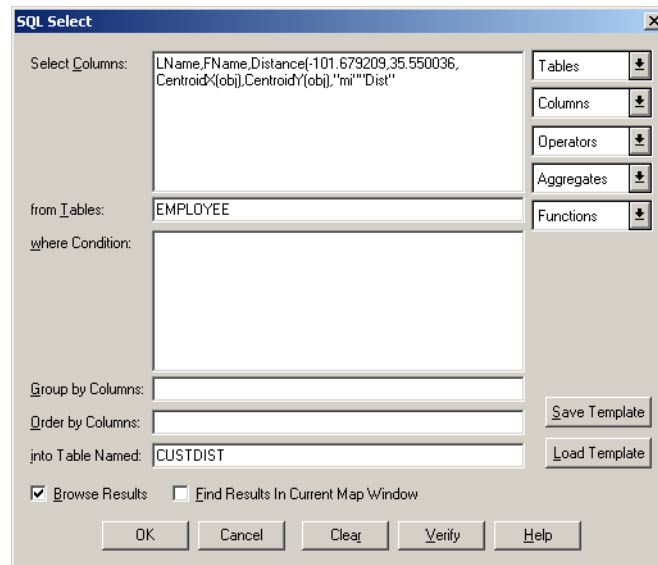 SQL Select
Select Columns:
LName,FName,Distance(-101.679209,35.550036,
CentroidX(obj),CentroidY(obj),"mi""Dist"
Tables
Columns
Operators
Aggregates
Functions
from Tables:
EMPLOYEE
where Condition:
Group by Columns:
Order by Columns:
into Table Named:
CUSTDIST
Save Template
Load Template
Browse Results
Find Results In Current Map Window
OK
Cancel
Clear
Verify
Help